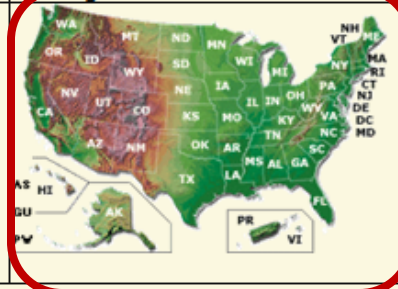 WA MT ND MN NH ME
VT
OR ID SD WI MI NY MA
RI
WY CT
NV NE IA PA NJ
UT CO IL IN OH DE
CA KS MO WV VA DC
KY MD
AZ NM OK AR TN NC
SC
TX LA MS AL GA
FL
AS HI
GU AK PR
PW VI